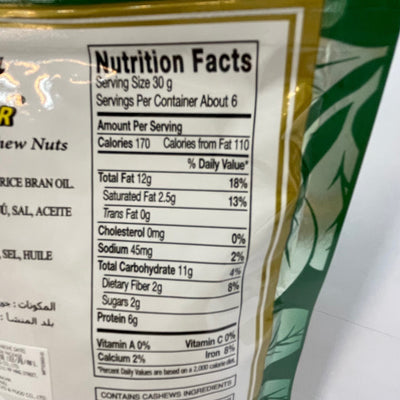 R
ew Nuts
RICE BRAN OIL.
Ú, SAL, ACEITE
, SEL, HUILE
المكونات : جوز
بلد المنشأ :
Nutrition Facts
Serving Size 30 g
Servings Per Container About 6
Amount Per Serving
Calories 170 Calories from Fat 110
% Daily Value*
Total Fat 12g 18%
Saturated Fat 2.5g 13%
Trans Fat 0g
Cholesterol 0mg 0%
Sodium 45mg 2%
Total Carbohydrate 11g 4%
Dietary Fiber 2g 8%
Sugars 2g
Protein 6g
Vitamin A 0% Vitamin C 0%
Calcium 2% Iron 8%
*Percent Daily Values are based on a 2,000 calorie diet.
CONTAINS CASHEWS INGREDIENTS